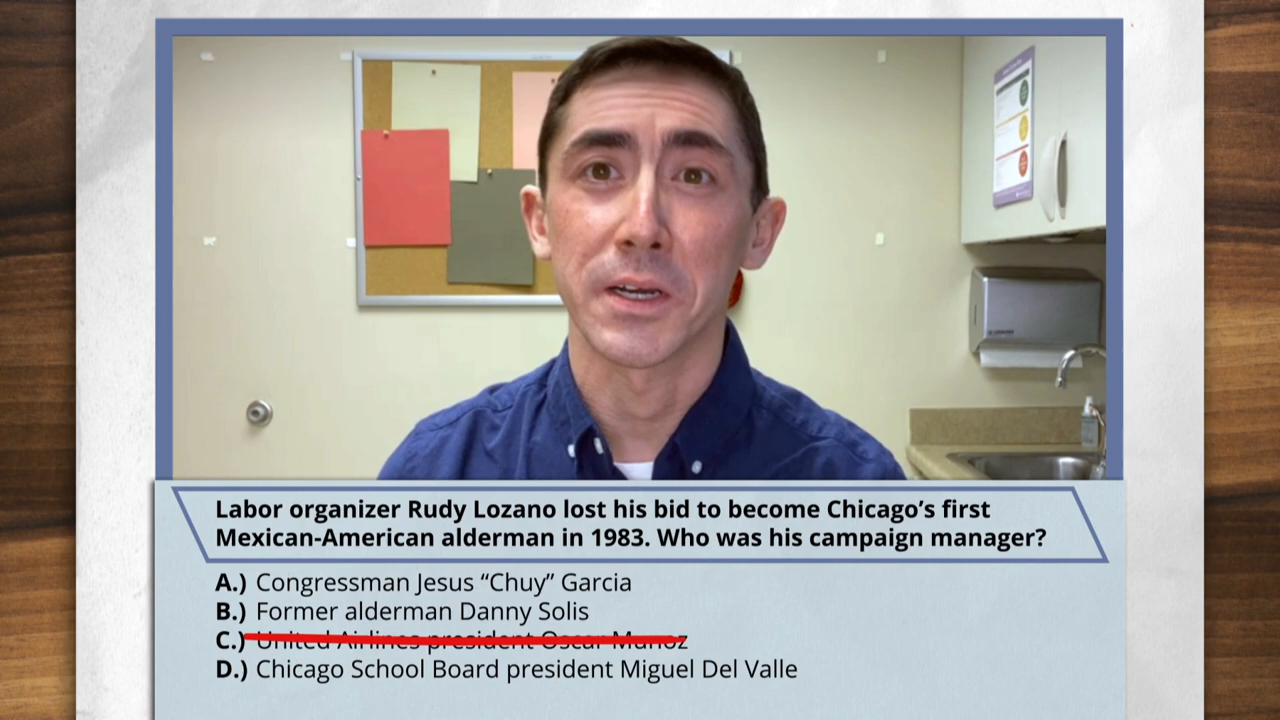 Labor organizer Rudy Lozano lost his bid to become Chicago’s first
Mexican-American alderman in 1983. Who was his campaign manager?
A.) Congressman Jesus “Chuy” Garcia
B.) Former alderman Danny Solis
C.) United Airlines president Oscar Munoz
D.) Chicago School Board president Miguel Del Valle